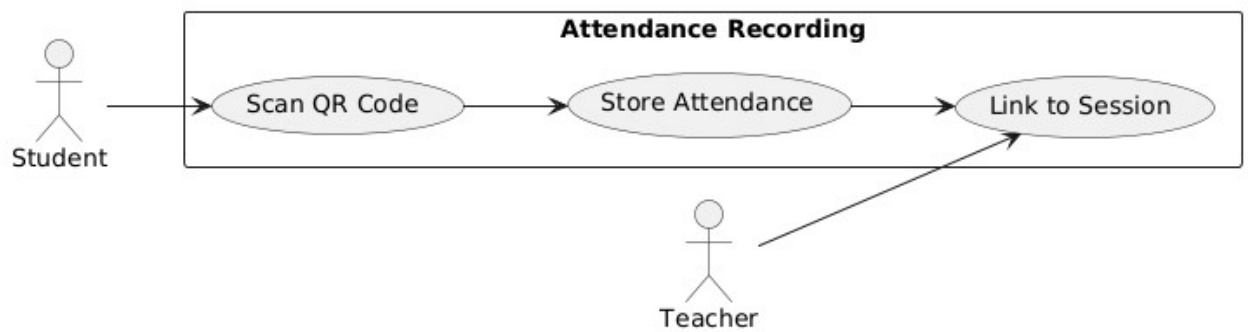 Attendance Recording
Scan QR Code
Store Attendance
Link to Session
Student
Teacher